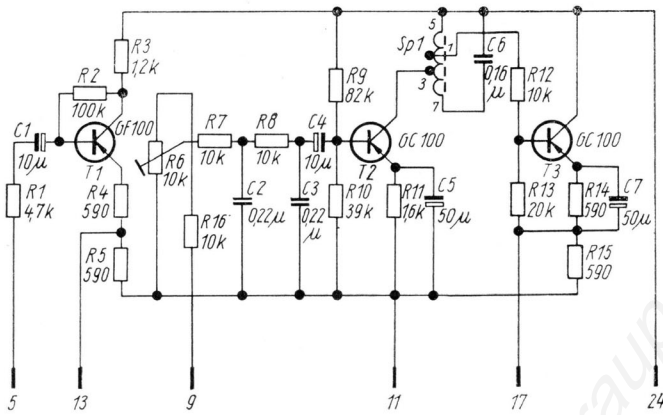 R3
1,2k
R2
100k
C1
10μ
GF100
T1
R1
4,7k
R4
590
R5
590
R6
10k
R7
10k
R16
10k
R8
10k
C2
0,22μ
C3
0,22
μ
C4
10μ
R9
82k
R10
39k
T2
GC100
R11
1,6k
C5
50μ
5
Sp1
1
3
7
C6
0,16
μ
R12
10k
GC100
T3
R13
20k
R14
590
C7
50μ
R15
590
5
13
9
11
17
24